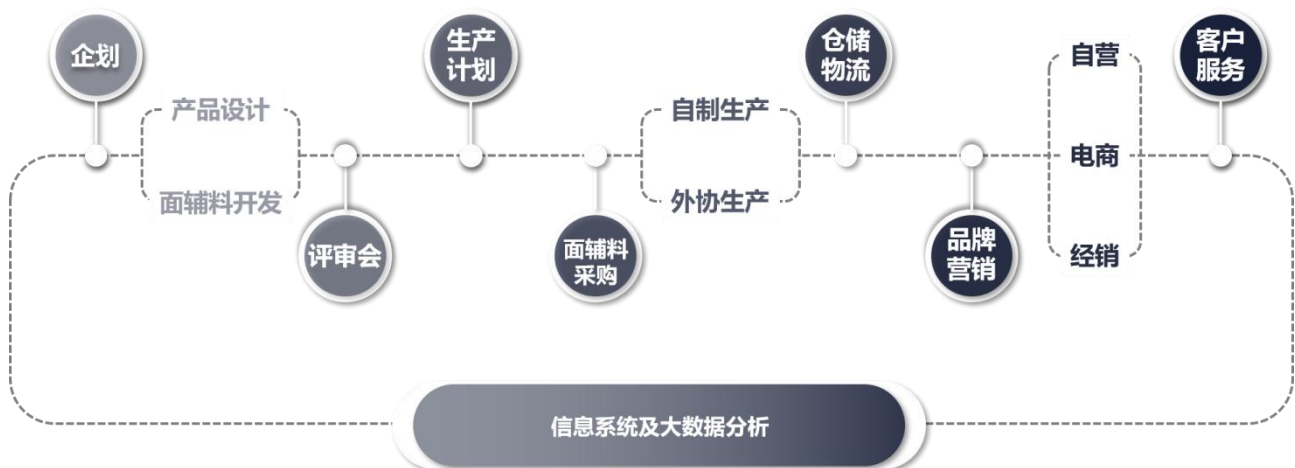 企划
产品设计
面辅料开发
评审会
生产
计划
面辅料
采购
自制生产
外协生产
仓储
物流
品牌
营销
自营
电商
经销
客户
服务
信息系统及大数据分析